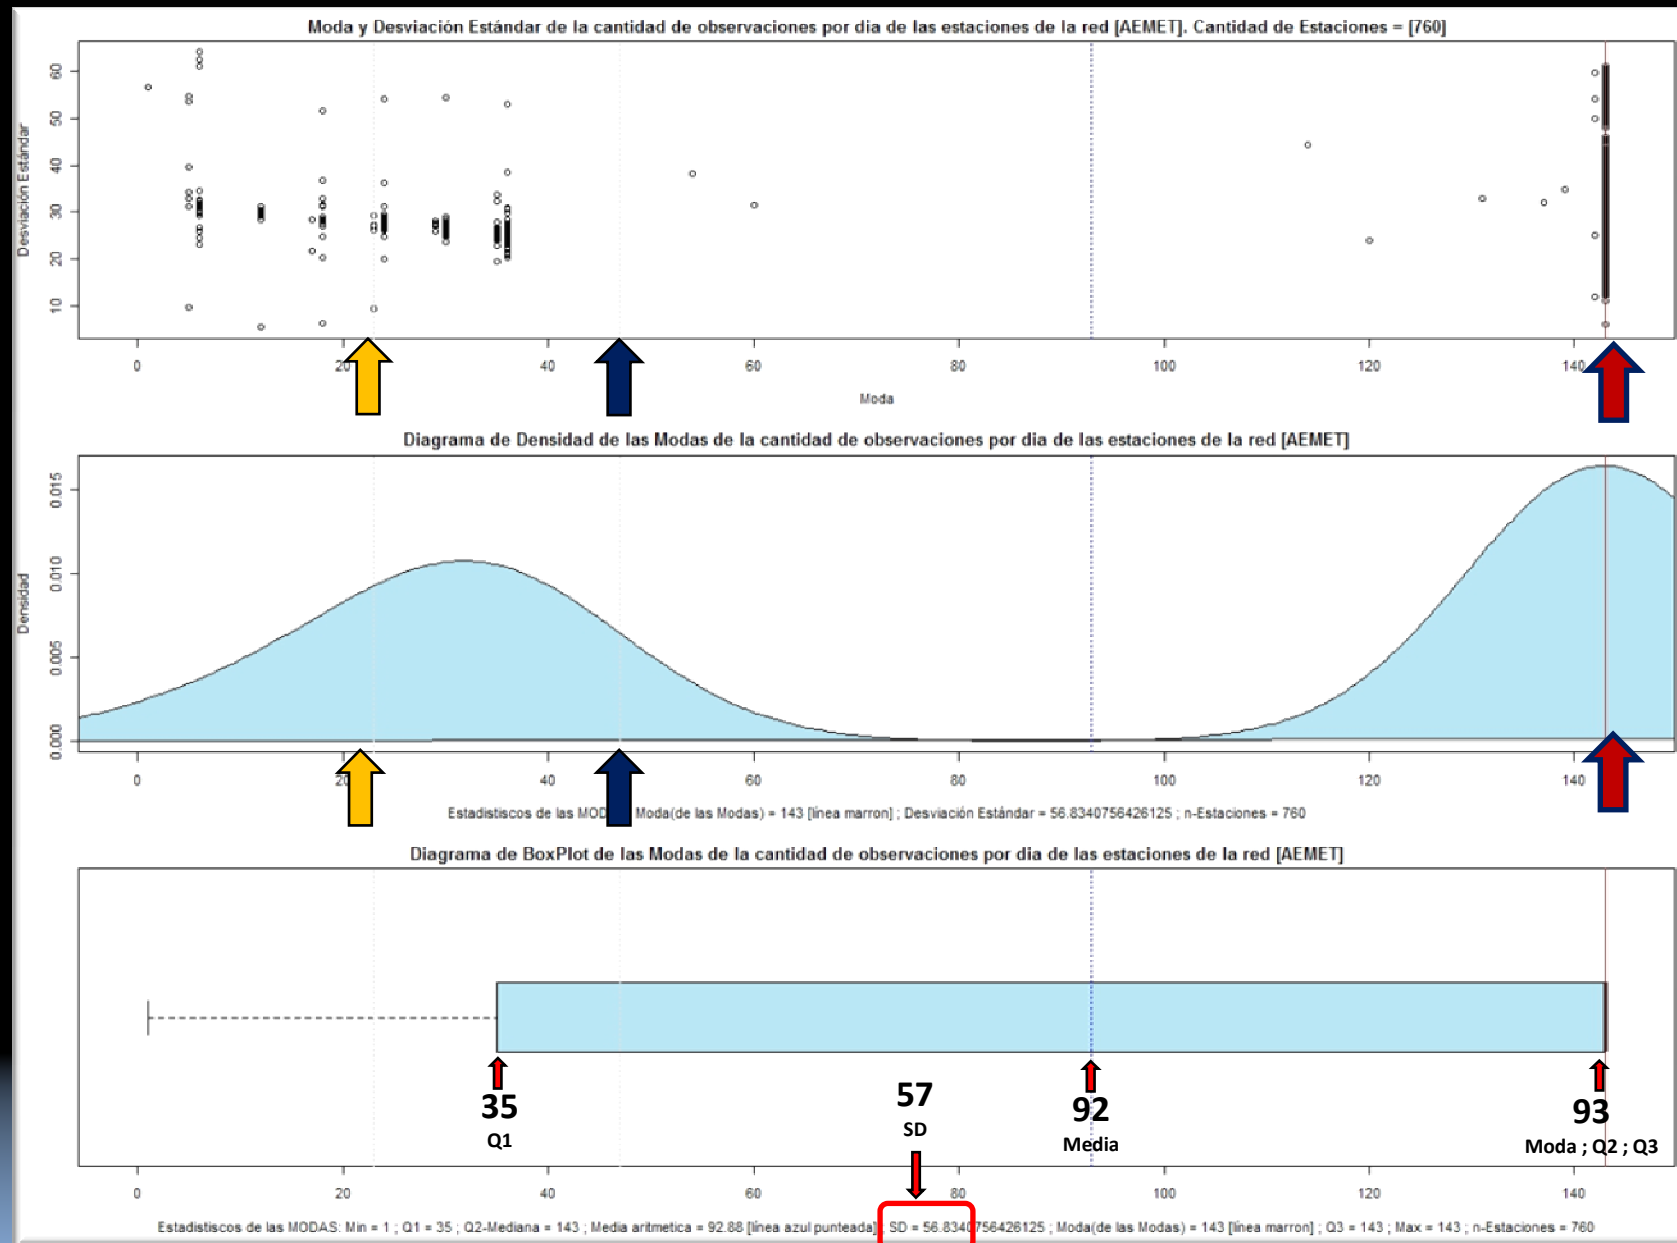 Moda y Desviación Estándar de la cantidad de observaciones por dia de las estaciones de la red [AEMET]. Cantidad de Estaciones = [760]
Desviación Estándar
60
50
40
30
20
10
0 20 40 60 80 100 120 140
Moda
Diagrama de Densidad de las Modas de la cantidad de observaciones por dia de las estaciones de la red [AEMET]
Densidad
0.015
0.010
0.005
0.000
0 20 40 60 80 100 120 140
Estadistiscos de las MOD Moda(de las Modas) = 143 [línea marron] ; Desviación Estándar = 56.8340756426125 ; n-Estaciones = 760
Diagrama de BoxPlot de las Modas de la cantidad de observaciones por dia de las estaciones de la red [AEMET]
35
Q1
57
SD
92
Media
93
Moda ; Q2 ; Q3
0 20 40 60 80 100 120 140
Estadistiscos de las MODAS: Min = 1 ; Q1 = 35 ; Q2-Mediana = 143 ; Media aritmetica = 92.88 [línea azul punteada] ; SD = 56.8340756426125 ; Moda(de las Modas) = 143 [línea marron] ; Q3 = 143 ; Max = 143 ; n-Estaciones = 760